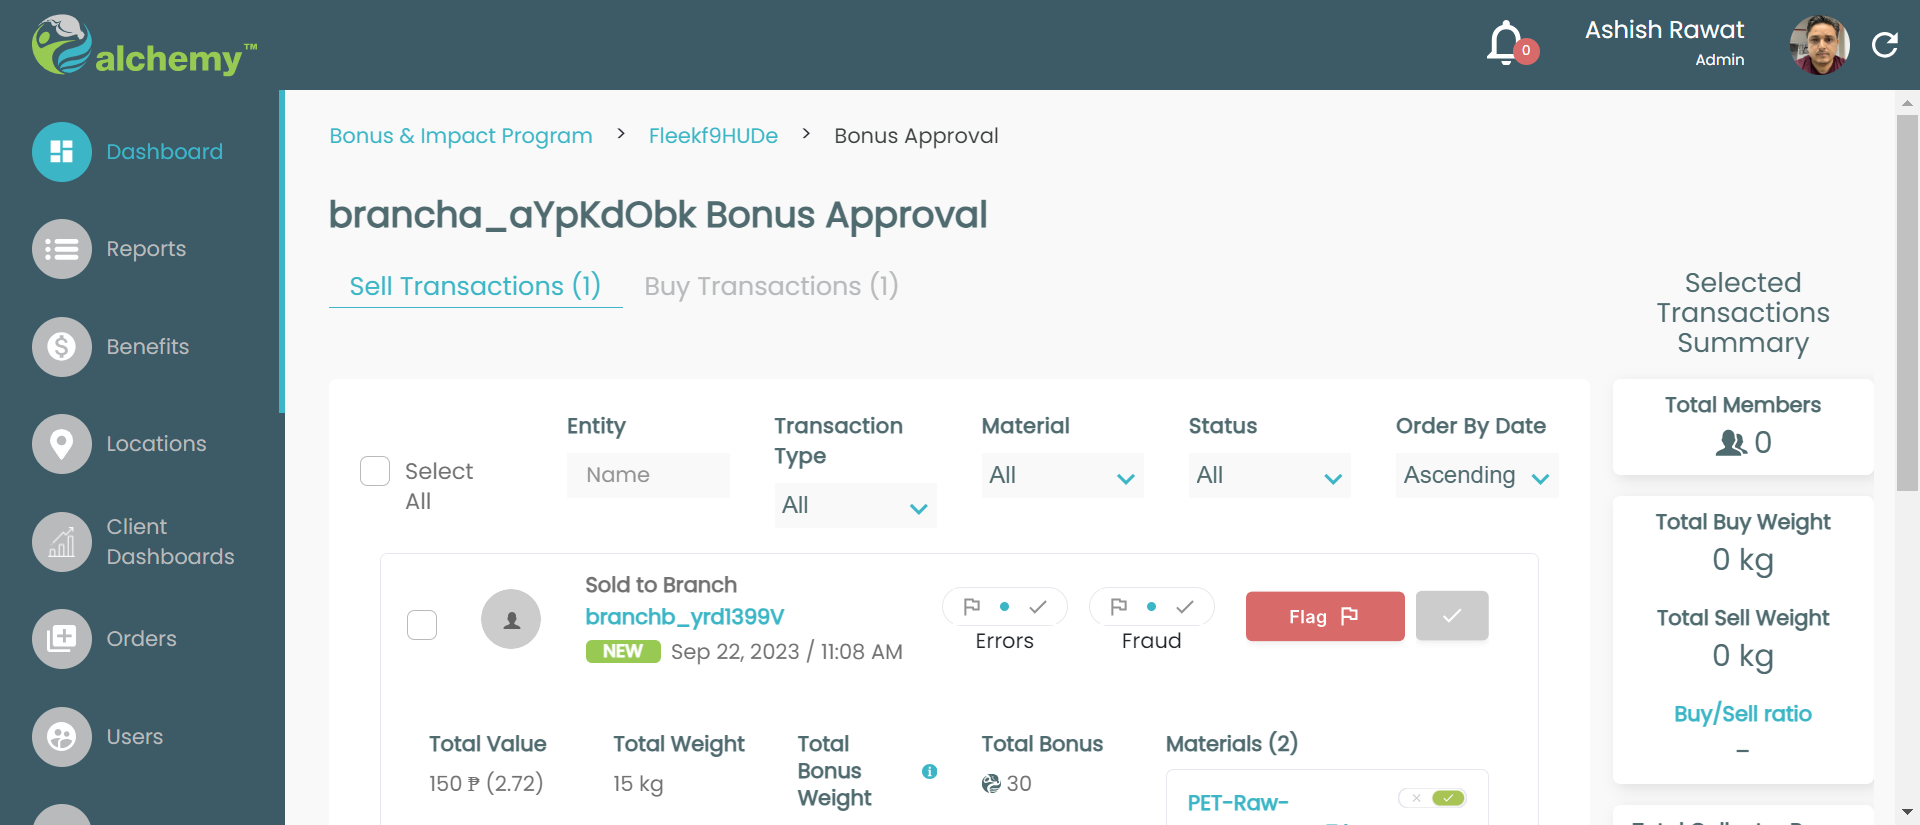 alchemy™
0
Ashish Rawat
Admin
Dashboard
Reports
Benefits
Locations
Client
Dashboards
Orders
Users
Bonus & Impact Program > Fleekf9HUDe > Bonus Approval
brancha_aYpKdObk Bonus Approval
Sell Transactions (1)
Buy Transactions (1)
Select
All
Entity
Name
Transaction
Type
All
Material
All
Status
All
Order By Date
Ascending
Sold to Branch
branchb_yrd1399V
NEW Sep 22, 2023 / 11:08 AM
Errors
Fraud
Flag
Total Value
150 ₱ (2.72)
Total Weight
15 kg
Total
Bonus
Weight
Total Bonus
30
Materials (2)
PET-Raw-
Selected
Transactions
Summary
Total Members
0
Total Buy Weight
0 kg
Total Sell Weight
0 kg
Buy/Sell ratio
–